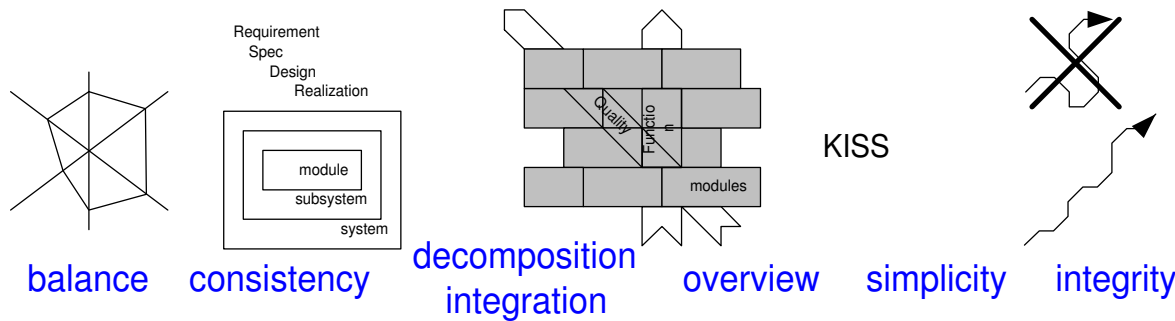 Requirement
Spec
Design
Realization
module
subsystem
system
Quality
Functio
n
modules
KISS
balance
consistency
decomposition
integration
overview
simplicity
integrity